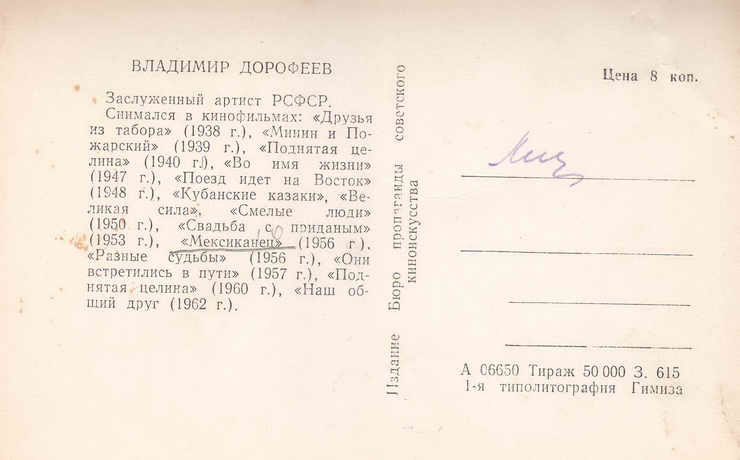 ВЛАДИМИР ДОРОФЕЕВ
Заслуженный артист РСФСР.
Снимался в кинофильмах: «Друзья
из табора» (1938 г.), «Минин и По-
жарский» (1939 г.), «Поднятая це-
лина» (1940 г.), «Во имя жизни»
(1947 г.), «Поезд идет на Восток»
(1948 г.), «Кубанские казаки», «Ве-
ликая сила», «Смелые люди»
(1950 г.), «Свадьба с приданым»
(1953 г.), «Мексиканец» (1956 г).
«Разные судьбы» (1956 г.), «Они
встретились в пути» (1957 г.), «Под-
нятая целина» (1960 г.), «Наш об-
щий друг (1962 г.).
Издание Бюро пропаганды советского
киноискусства
Цена 8 коп.
А 06650 Тираж 50 000 З. 615
1-я типолитография Гимиза